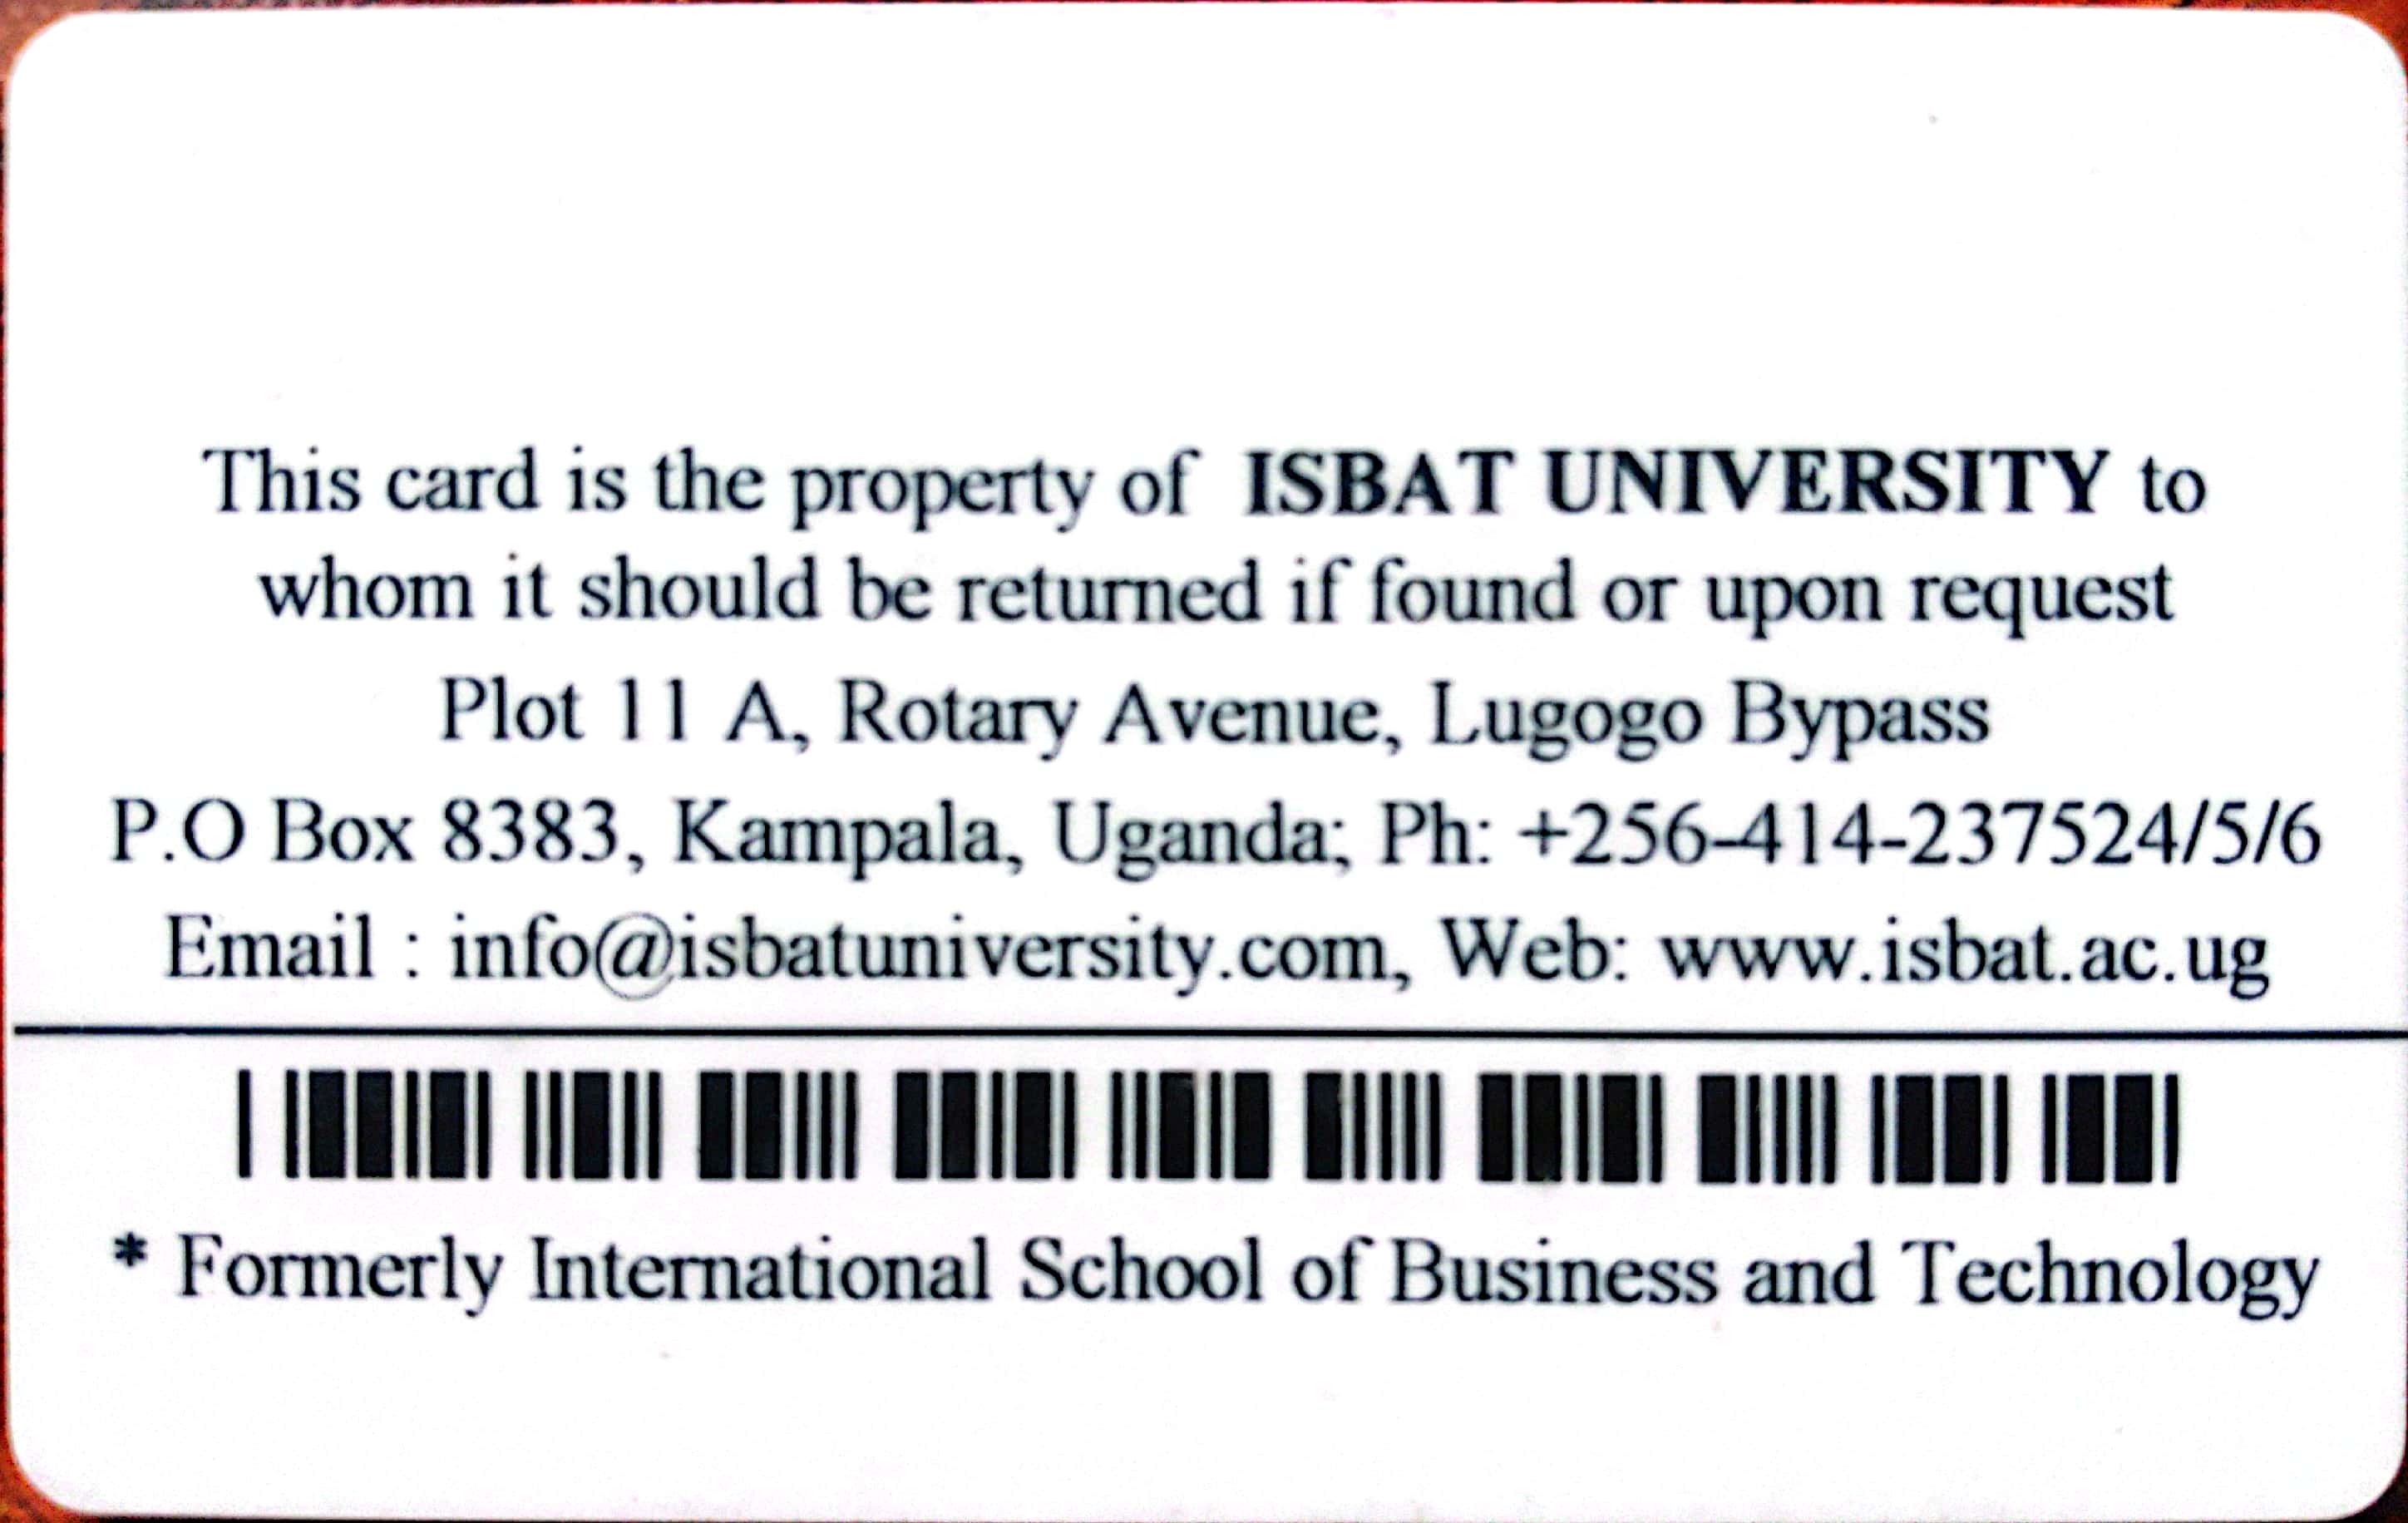 This card is the property of ISBAT UNIVERSITY to
whom it should be returned if found or upon request
Plot 11 A, Rotary Avenue, Lugogo Bypass
P.O Box 8383, Kampala, Uganda; Ph: +256-414-237524/5/6
Email : info@isbatuniversity.com, Web: www.isbat.ac.ug
* Formerly International School of Business and Technology